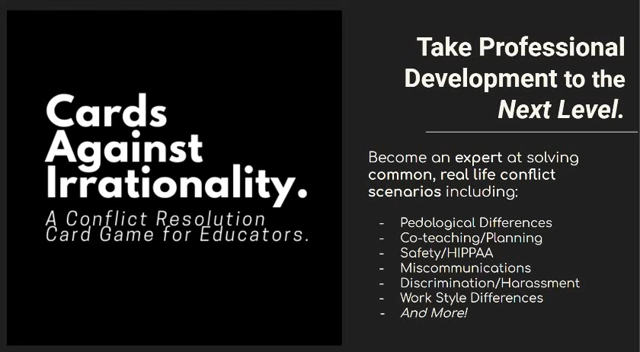 Cards
Against
Irrationality.
A Conflict Resolution
Card Game for Educators.
Take Professional
Development to the
Next Level.
Become an expert at solving
common, real life conflict
scenarios including:
- Pedological Differences
- Co-teaching/Planning
- Safety/HIPPAA
- Miscommunications
- Discrimination/Harassment
- Work Style Differences
- And More!